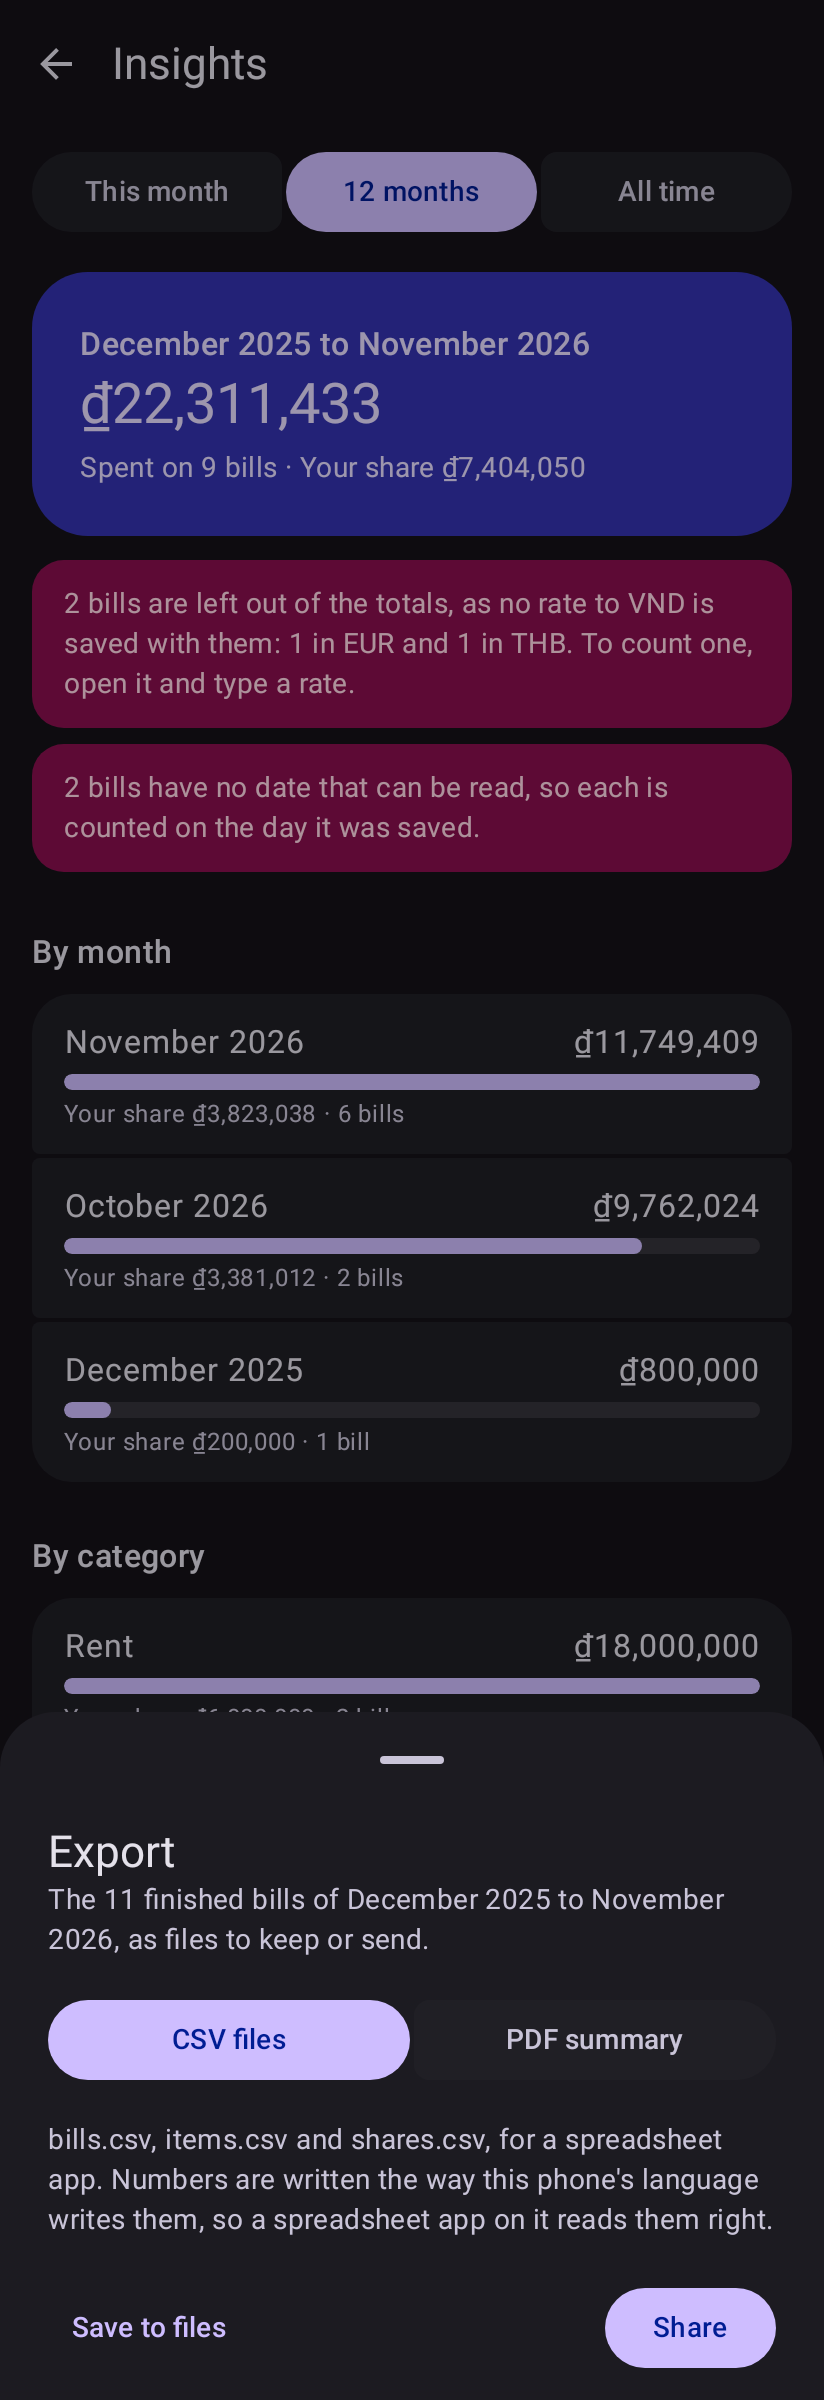 Insights
This month
12 months
All time
December 2025 to November 2026
₫22,311,433
Spent on 9 bills · Your share ₫7,404,050
2 bills are left out of the totals, as no rate to VND is
saved with them: 1 in EUR and 1 in THB. To count one,
open it and type a rate.
2 bills have no date that can be read, so each is
counted on the day it was saved.
By month
November 2026 ₫11,749,409
Your share ₫3,823,038 · 6 bills
October 2026 ₫9,762,024
Your share ₫3,381,012 · 2 bills
December 2025 ₫800,000
Your share ₫200,000 · 1 bill
By category
Rent ₫18,000,000
Export
The 11 finished bills of December 2025 to November
2026, as files to keep or send.
CSV files
PDF summary
bills.csv, items.csv and shares.csv, for a spreadsheet
app. Numbers are written the way this phone's language
writes them, so a spreadsheet app on it reads them right.
Save to files
Share